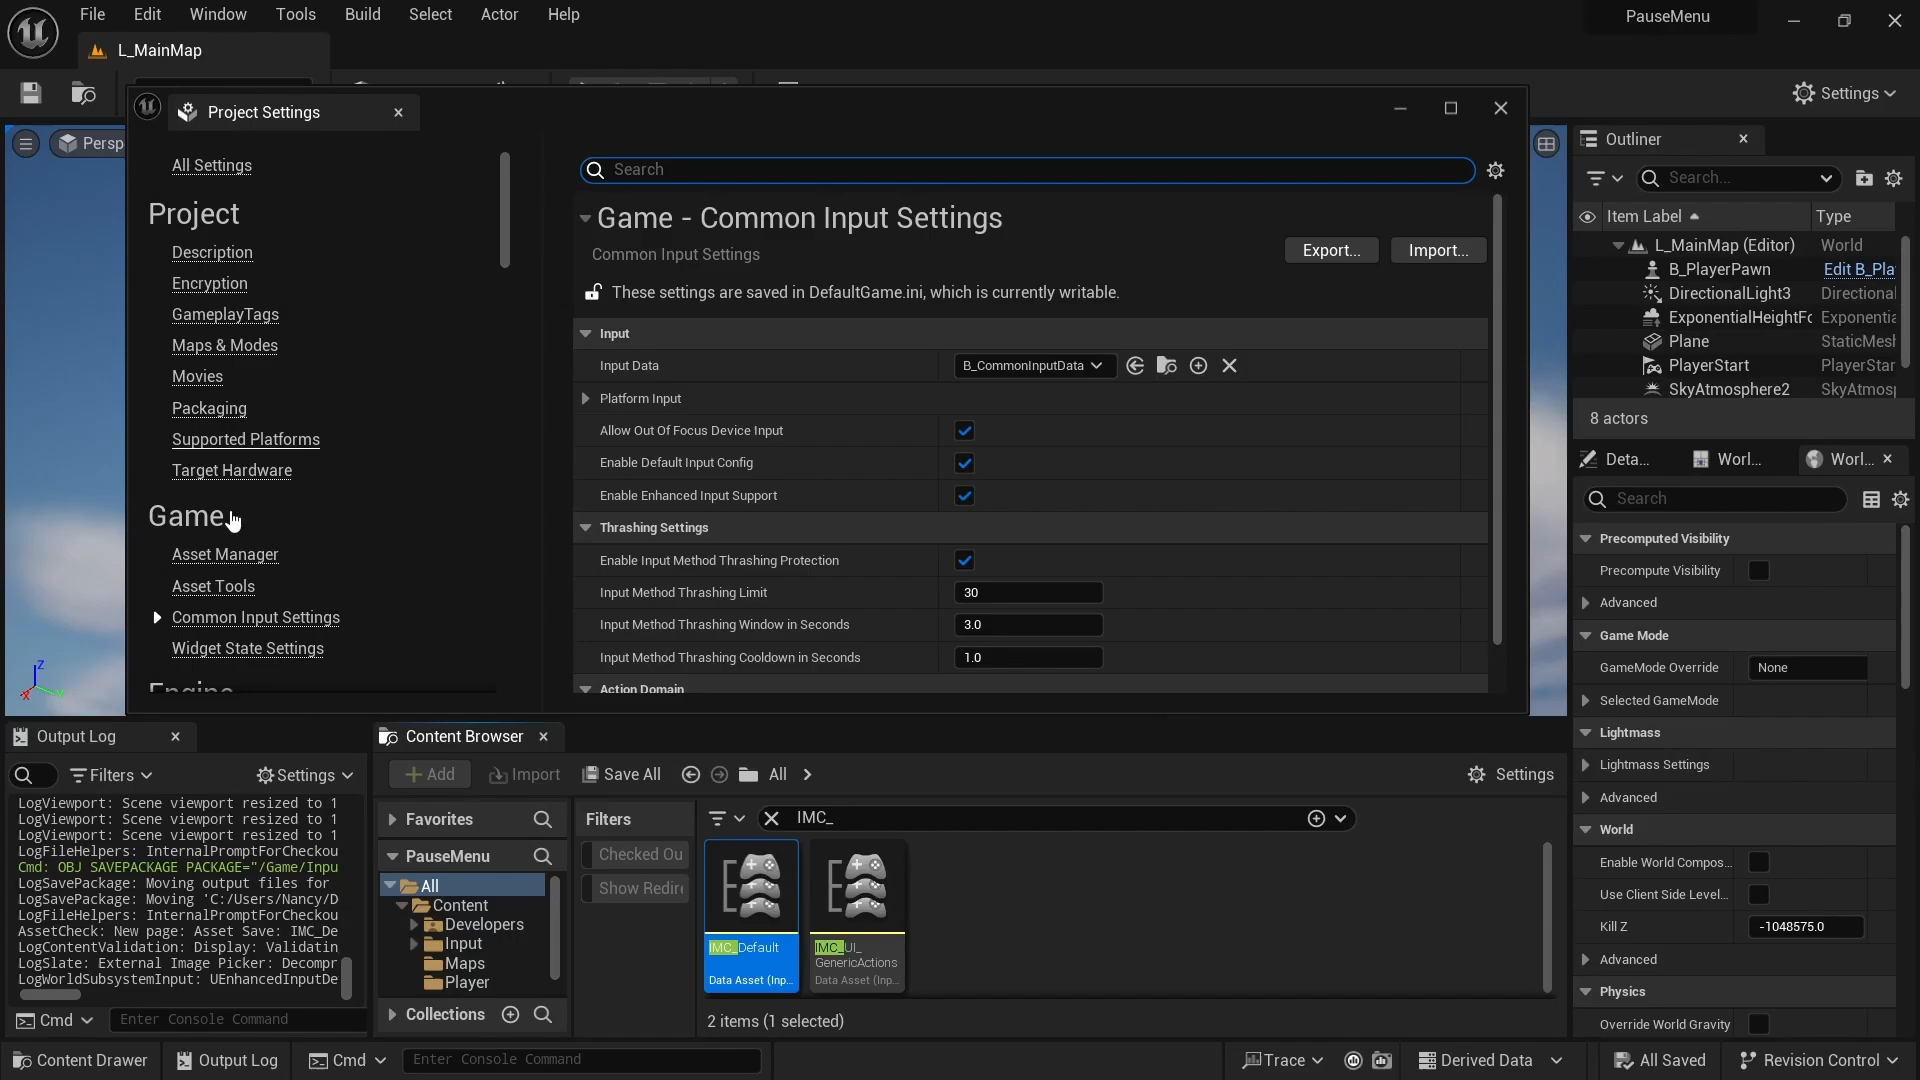 File Edit Window Tools Build Select Actor Help
PauseMenu
L_MainMap
Settings
Project Settings
Persp
Outliner
All Settings
Search
Search...
Project
Game - Common Input Settings
Item Label Type
Description
Common Input Settings
Export... Import...
L_MainMap (Editor) World
B_PlayerPawn Edit B_Pla
Encryption
These settings are saved in DefaultGame.ini, which is currently writable.
DirectionalLight3 Directional
GameplayTags
ExponentialHeightFo Exponentia
Input
Maps & Modes
Plane StaticMesh
Input Data B_CommonInputData
PlayerStart PlayerStar
Movies
SkyAtmosphere2 SkyAtmosp
Platform Input
Packaging
8 actors
Allow Out Of Focus Device Input
Supported Platforms
Enable Default Input Config
Deta... Worl... Worl...
Target Hardware
Enable Enhanced Input Support
Search
Game
Thrashing Settings
Precomputed Visibility
Asset Manager
Enable Input Method Thrashing Protection
Precompute Visibility
Asset Tools
Input Method Thrashing Limit 30
Advanced
Common Input Settings
Input Method Thrashing Window in Seconds 3.0
Game Mode
Widget State Settings
Input Method Thrashing Cooldown in Seconds 1.0
GameMode Override None
Engine
Action Domain
Selected GameMode
Output Log
Content Browser
Lightmass
Filters Settings
Add Import Save All All
Settings
Lightmass Settings
LogViewport: Scene viewport resized to 1
LogViewport: Scene viewport resized to 1
LogViewport: Scene viewport resized to 1
LogFileHelpers: InternalPromptForCheckou
Cmd: OBJ SAVEPACKAGE PACKAGE="/Game/Inpu
LogSavePackage: Moving output files for
LogSavePackage: Moving 'C:/Users/Nancy/D
LogFileHelpers: InternalPromptForCheckou
AssetCheck: New page: Asset Save: IMC_De
LogContentValidation: Display: Validatin
LogSlate: External Image Picker: Decompr
LogWorldSubsystemInput: UEnhancedInputDe
Favorites
Filters
IMC_
Advanced
World
PauseMenu
Checked Ou
Enable World Compos...
All
Show Redire
Content
Use Client Side Level...
Developers
Input
Kill Z -1048575.0
Maps
Player
IMC_Default
Data Asset (Inp...
IMC_UI_
GenericActions
Data Asset (Inp...
Advanced
Physics
Collections
2 items (1 selected)
Cmd Enter Console Command
Override World Gravity
Content Drawer Output Log Cmd Enter Console Command
Trace Derived Data All Saved Revision Control